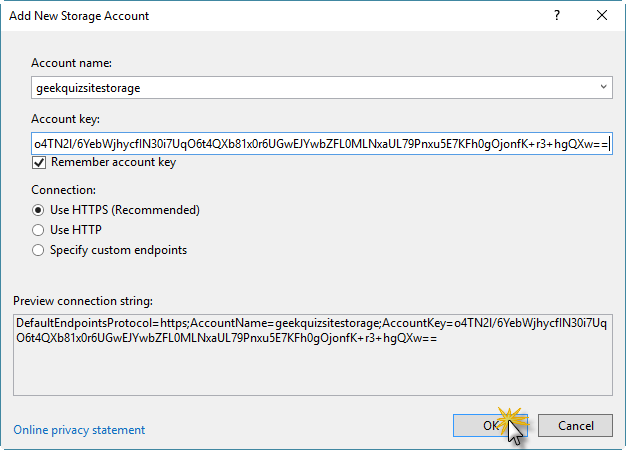 Add New Storage Account
Account name:
geekquizsitestorage
Account key:
o4TN2I/6YebWjhycfIN30i7UqO6t4QXb81x0r6UGwEJYwbZFL0MLNxaUL79Pnxu5E7KFh0gOjonfK+r3+hgQXw==
Remember account key
Connection:
Use HTTPS (Recommended)
Use HTTP
Specify custom endpoints
Preview connection string:
DefaultEndpointsProtocol=https;AccountName=geekquizsitestorage;AccountKey=o4TN2I/6YebWjhycfIN30i7Uq
O6t4QXb81x0r6UGwEJYwbZFL0MLNxaUL79Pnxu5E7KFh0gOjonfK+r3+hgQXw==
Online privacy statement
OK
Cancel